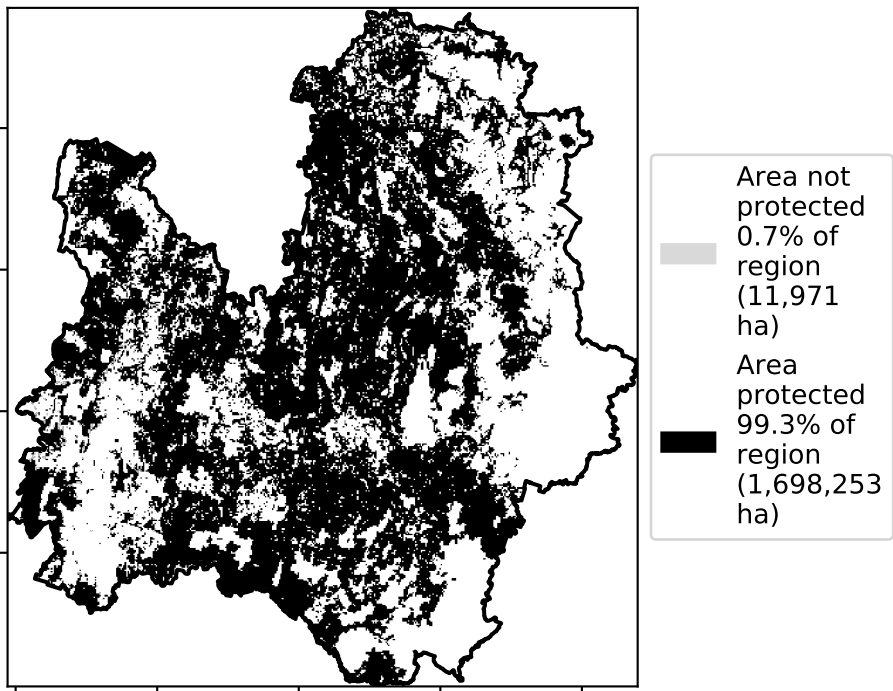 Area not
protected
0.7% of
region
(11,971
ha)
Area
protected
99.3% of
region
(1,698,253
ha)